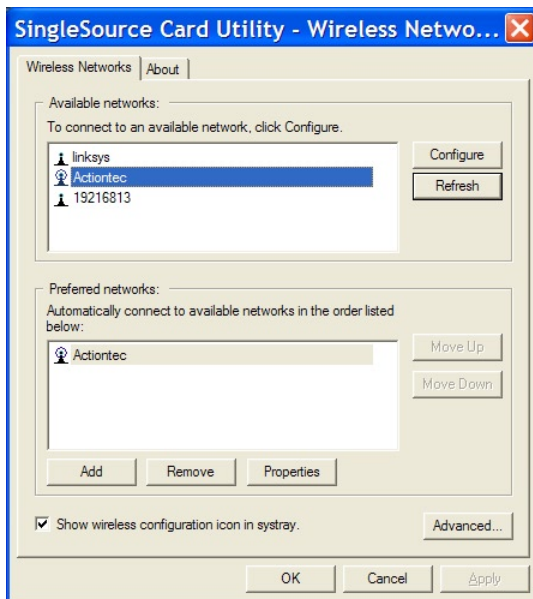 SingleSource Card Utility - Wireless Netwo...
Wireless Networks
About
Available networks:
To connect to an available network, click Configure.
linksys
Actiontec
19216813
Configure
Refresh
Preferred networks:
Automatically connect to available networks in the order listed
below:
Actiontec
Move Up
Move Down
Add
Remove
Properties
Show wireless configuration icon in systray.
Advanced...
OK
Cancel
Apply